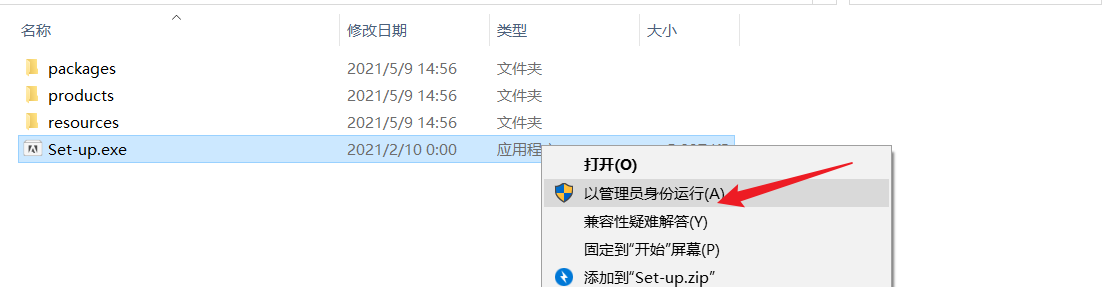 名称 修改日期 类型 大小
packages 2021/5/9 14:56 文件夹
products 2021/5/9 14:56 文件夹
resources 2021/5/9 14:56 文件夹
Set-up.exe 2021/2/10 0:00 应用程
打开(O)
以管理员身份运行(A)
兼容性疑难解答(Y)
固定到“开始”屏幕(P)
添加到“Set-up.zip”